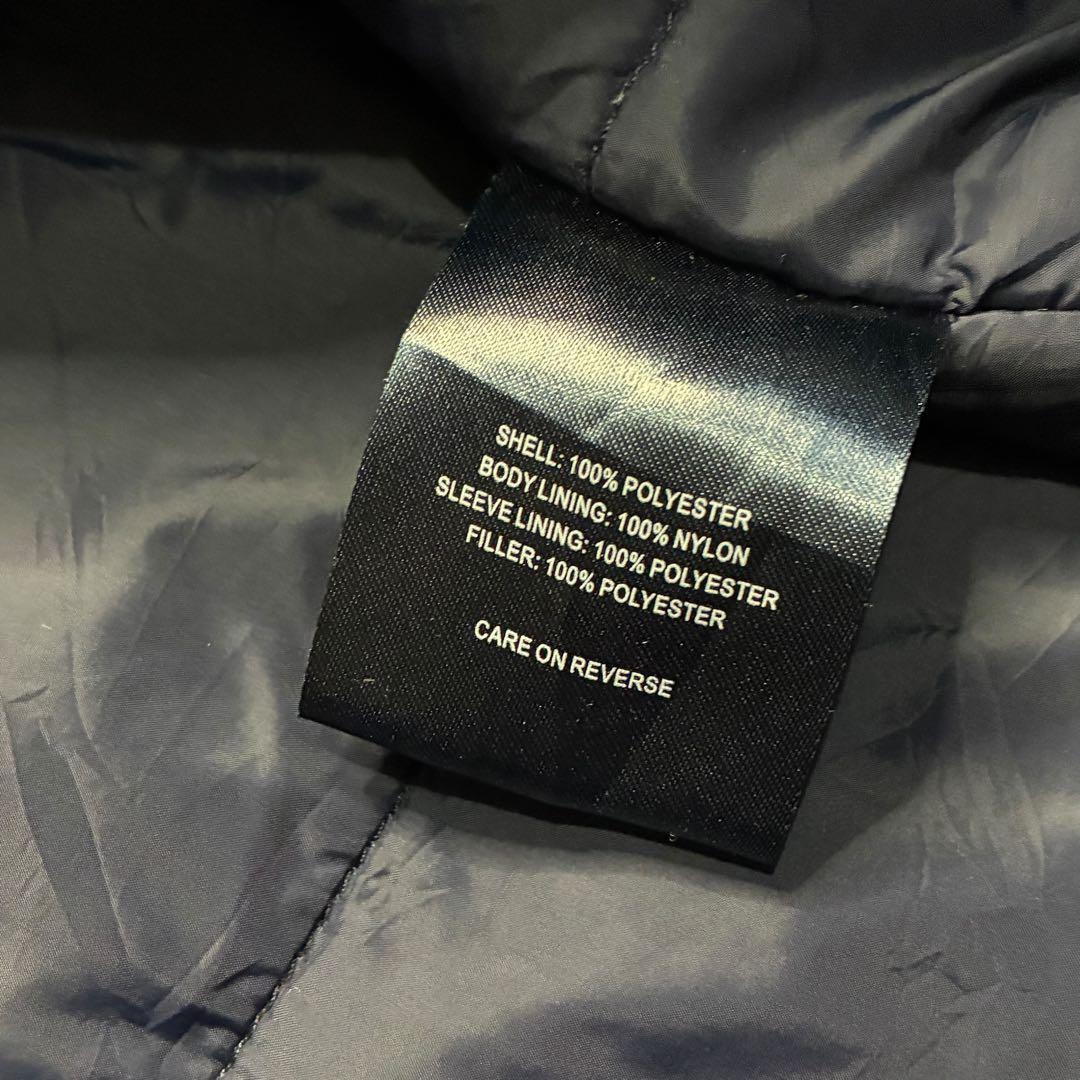 SHELL: 100% POLYESTER
BODY LINING: 100% NYLON
SLEEVE LINING: 100% POLYESTER
FILLER: 100% POLYESTER
CARE ON REVERSE